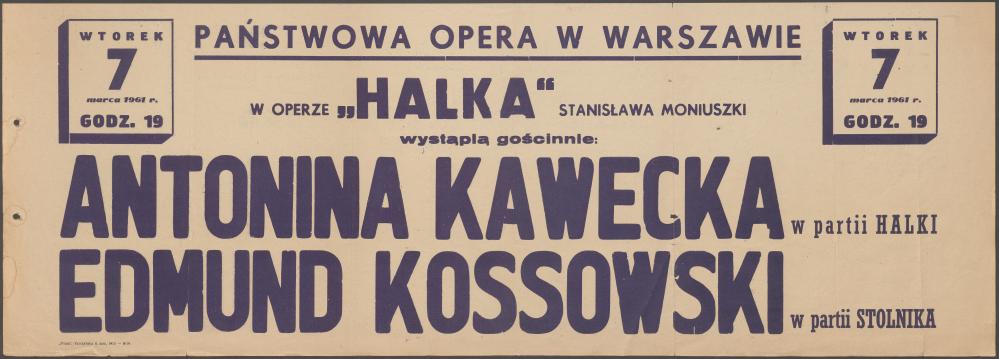 WTOREK
7
marca 1961 r.
GODZ. 19
PAŃSTWOWA OPERA W WARSZAWIE
W OPERZE „HALKA“ STANISŁAWA MONIUSZKI
wystąpią gościnnie:
WTOREK
7
marca 1961 r.
GODZ. 19
ANTONINA KAWECKA w partii HALKI
EDMUND KOSSOWSKI w partii STOLNIKA